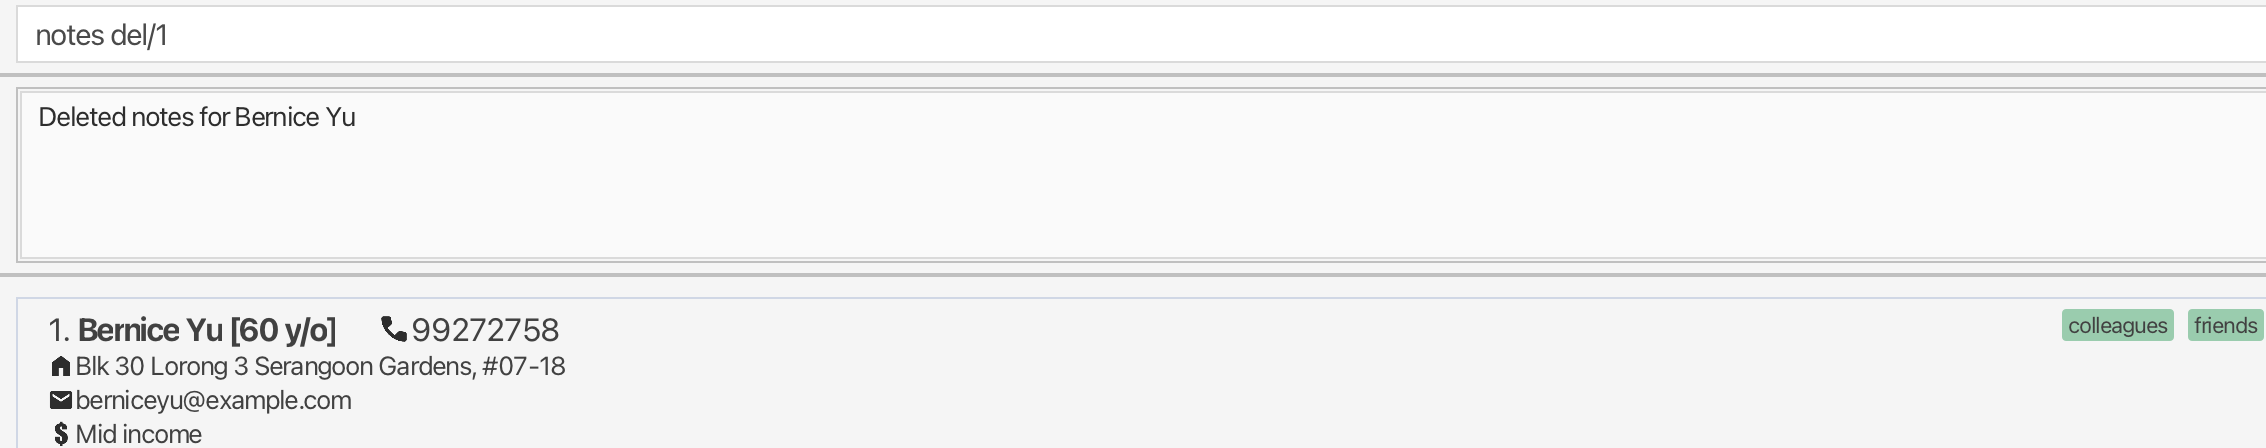 notes del/1
Deleted notes for Bernice Yu
1. Bernice Yu [60 y/o] 99272758 colleagues friends
Blk 30 Lorong 3 Serangoon Gardens, #07-18
berniceyu@example.com
Mid income